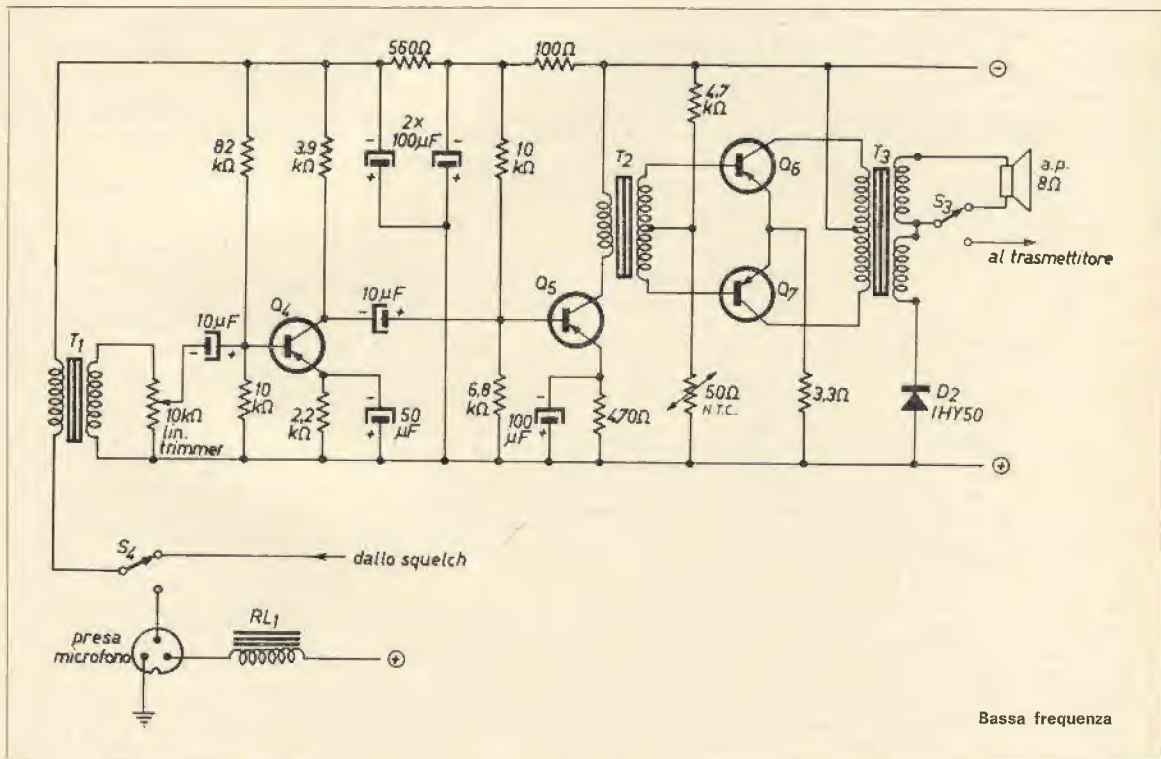 560Ω
100Ω
⊖
82
kΩ
3,9
kΩ
2x
100µF
-
-
+
+
10
kΩ
4,7
kΩ
T2
Q6
T3
a.p.
8Ω
S3
al trasmettitore
Q7
Q5
10µF
-
+
Q4
10µF
-
+
T1
10kΩ
lin.
trimmer
10
kΩ
2,2
kΩ
-
50
µF
+
6,8
kΩ
-
100
µF
+
470Ω
50Ω
N.T.C.
3,3Ω
D2
1HY50
⊕
S4
dallo squelch
presa
microfono
RL1
⊕
Bassa frequenza